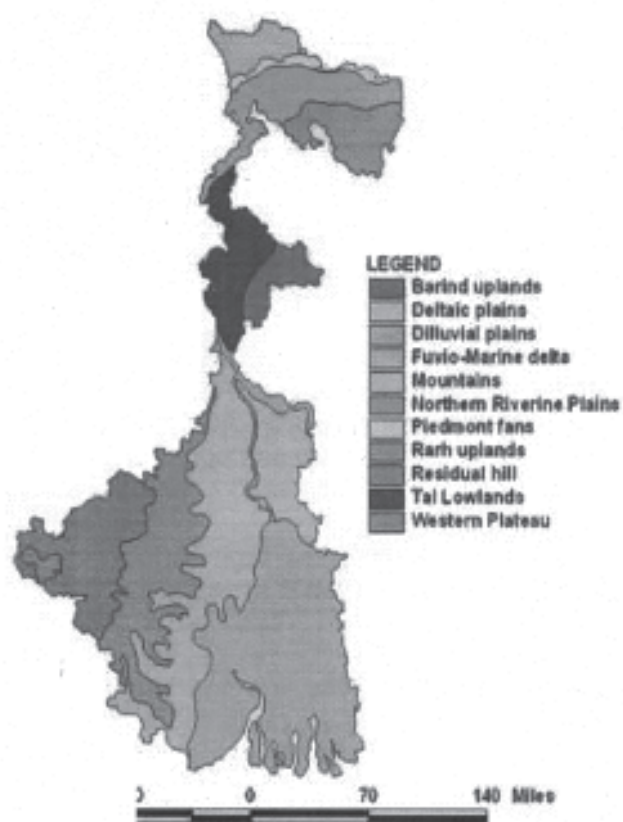 LEGEND
Barind uplands
Deltaic plains
Dilluvial plains
Fuvio-Marine delta
Mountains
Northern Riverine Plains
Piedmont fans
Rarh uplands
Residual hill
Tal Lowlands
Western Plateau
0 70 140 Miles